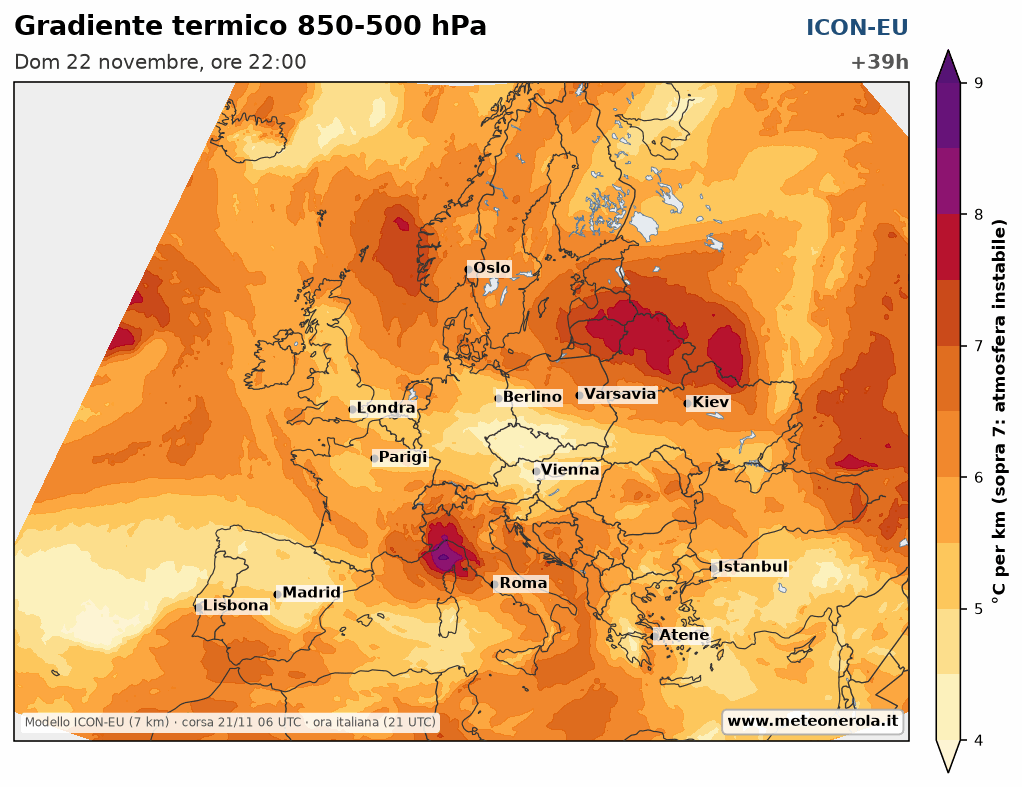 Gradiente termico 850-500 hPa
ICON-EU
Dom 22 novembre, ore 22:00
+39h
9
8
7
6
5
4
°C per km (sopra 7: atmosfera instabile)
Oslo
Berlino
Varsavia
Kiev
Londra
Parigi
Vienna
Istanbul
Roma
Madrid
Lisbona
Atene
Modello ICON-EU (7 km) · corsa 21/11 06 UTC · ora italiana (21 UTC)
www.meteonerola.it